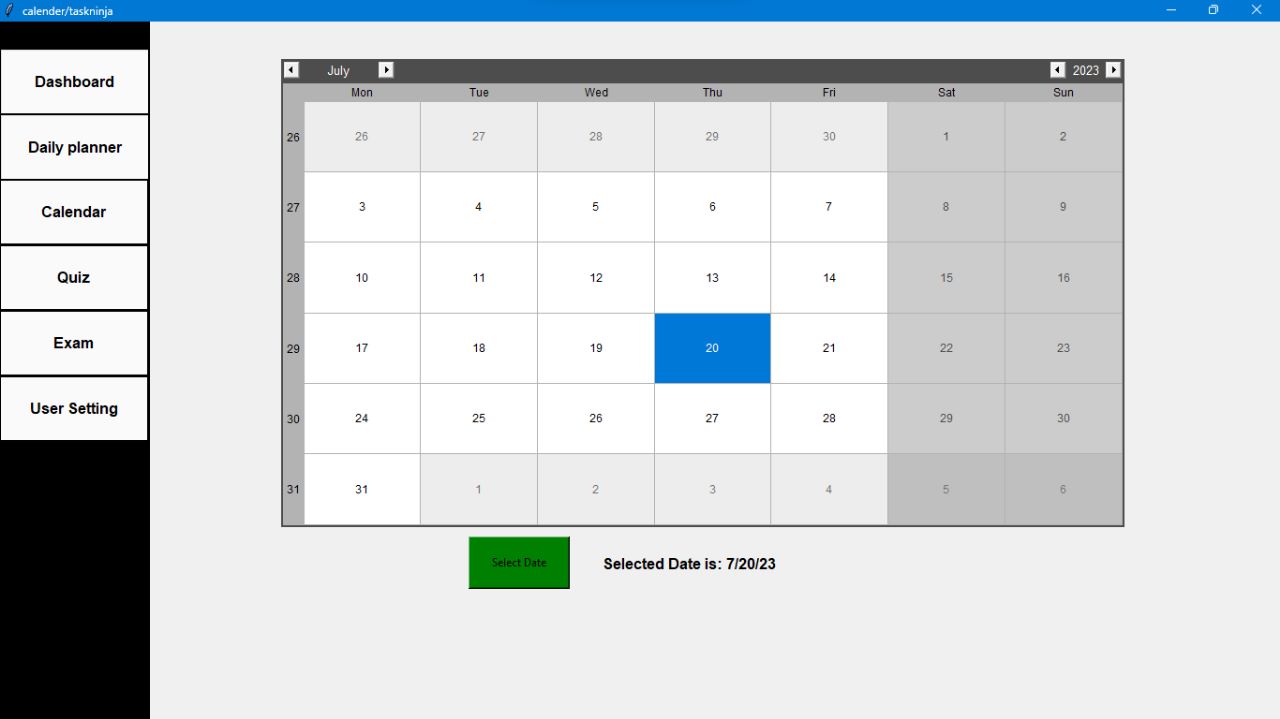 calender/taskninja
Dashboard
Daily planner
Calendar
Quiz
Exam
User Setting
July 2023
Mon Tue Wed Thu Fri Sat Sun
26 26 27 28 29 30 1 2
27 3 4 5 6 7 8 9
28 10 11 12 13 14 15 16
29 17 18 19 20 21 22 23
30 24 25 26 27 28 29 30
31 31 1 2 3 4 5 6
Select Date Selected Date is: 7/20/23